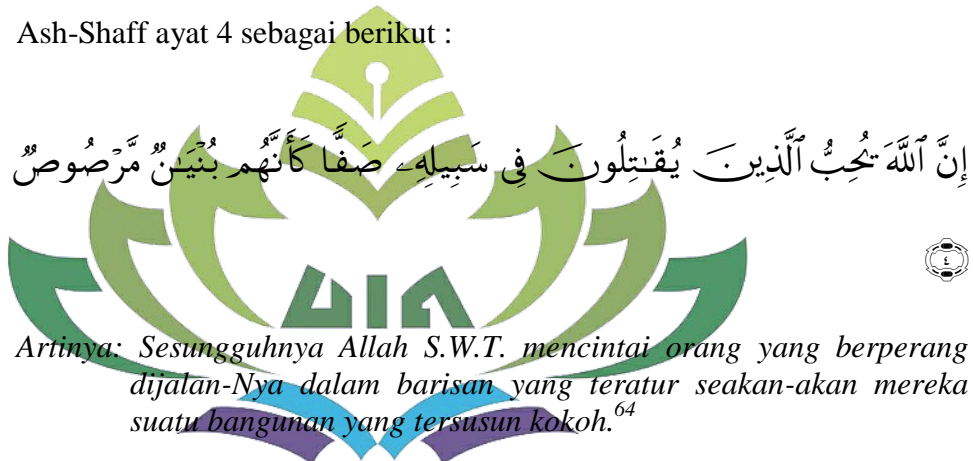 Ash-Shaff ayat 4 sebagai berikut :
إِنَّ ٱللَّهَ يُحِبُّ ٱلَّذِينَ يُقَـٰتِلُونَ فِى سَبِيلِهِۦ صَفًّا كَأَنَّهُم بُنْيَـٰنٌ مَّرْصُوصٌ
٤
UIN
Artinya: Sesungguhnya Allah S.W.T. mencintai orang yang berperang
dijalan-Nya dalam barisan yang teratur seakan-akan mereka
suatu bangunan yang tersusun kokoh.64